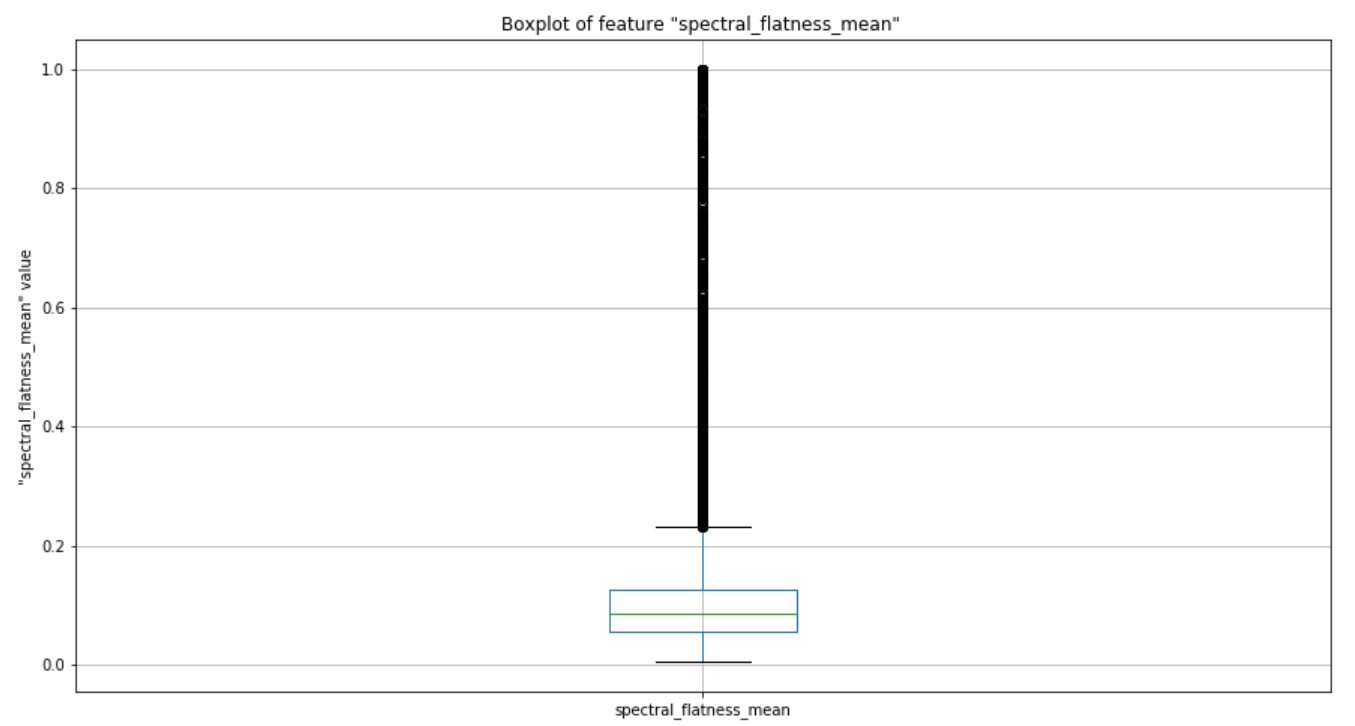 Boxplot of feature "spectral_flatness_mean"
"spectral_flatness_mean" value
1.0
0.8
0.6
0.4
0.2
0.0
spectral_flatness_mean